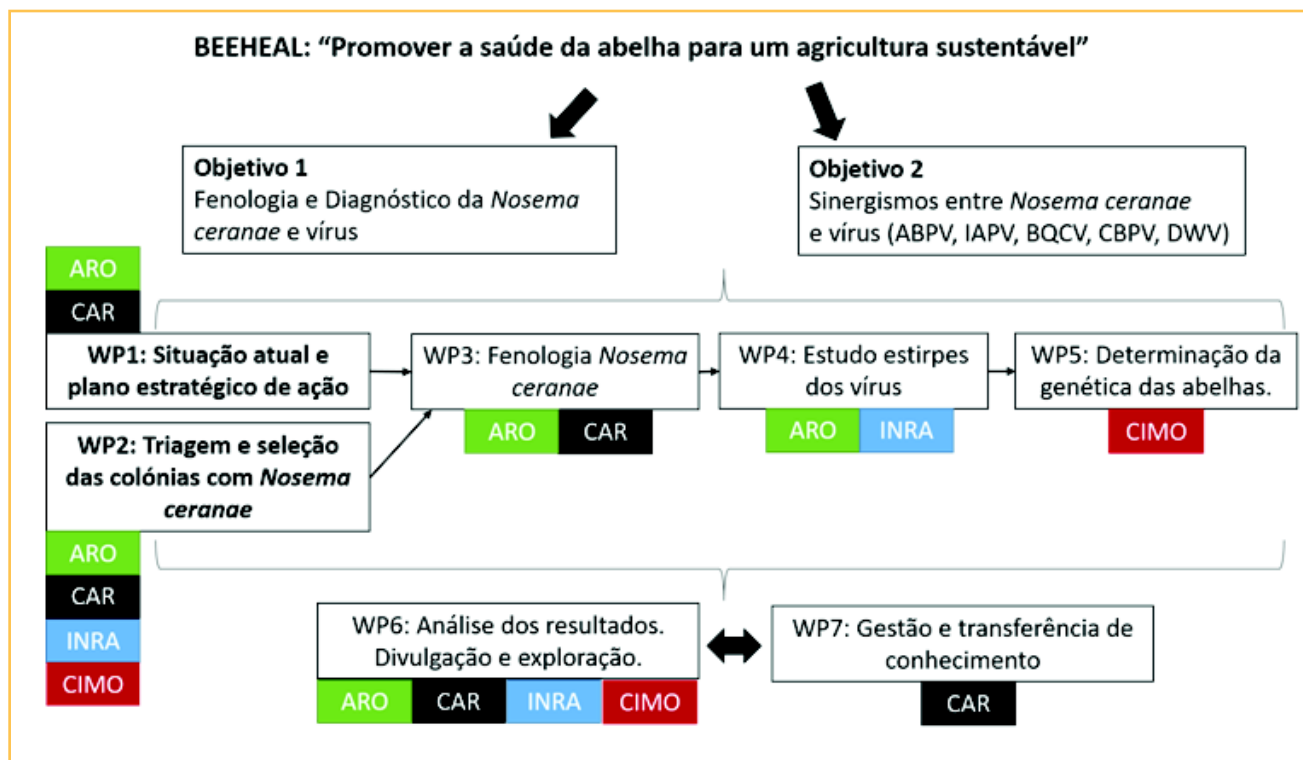 BEEHEAL: “Promover a saúde da abelha para um agricultura sustentável”
Objetivo 1
Fenologia e Diagnóstico da Nosema
ceranae e vírus
Objetivo 2
Sinergismos entre Nosema ceranae
e vírus (ABPV, IAPV, BQCV, CBPV, DWV)
ARO
CAR
WP1: Situação atual e
plano estratégico de ação
WP2: Triagem e seleção
das colónias com Nosema
ceranae
ARO
CAR
INRA
CIMO
WP3: Fenologia Nosema
ceranae
ARO
CAR
WP4: Estudo estirpes
dos vírus
ARO
INRA
WP5: Determinação da
genética das abelhas.
CIMO
WP6: Análise dos resultados.
Divulgação e exploração.
ARO
CAR
INRA
CIMO
WP7: Gestão e transferência de
conhecimento
CAR